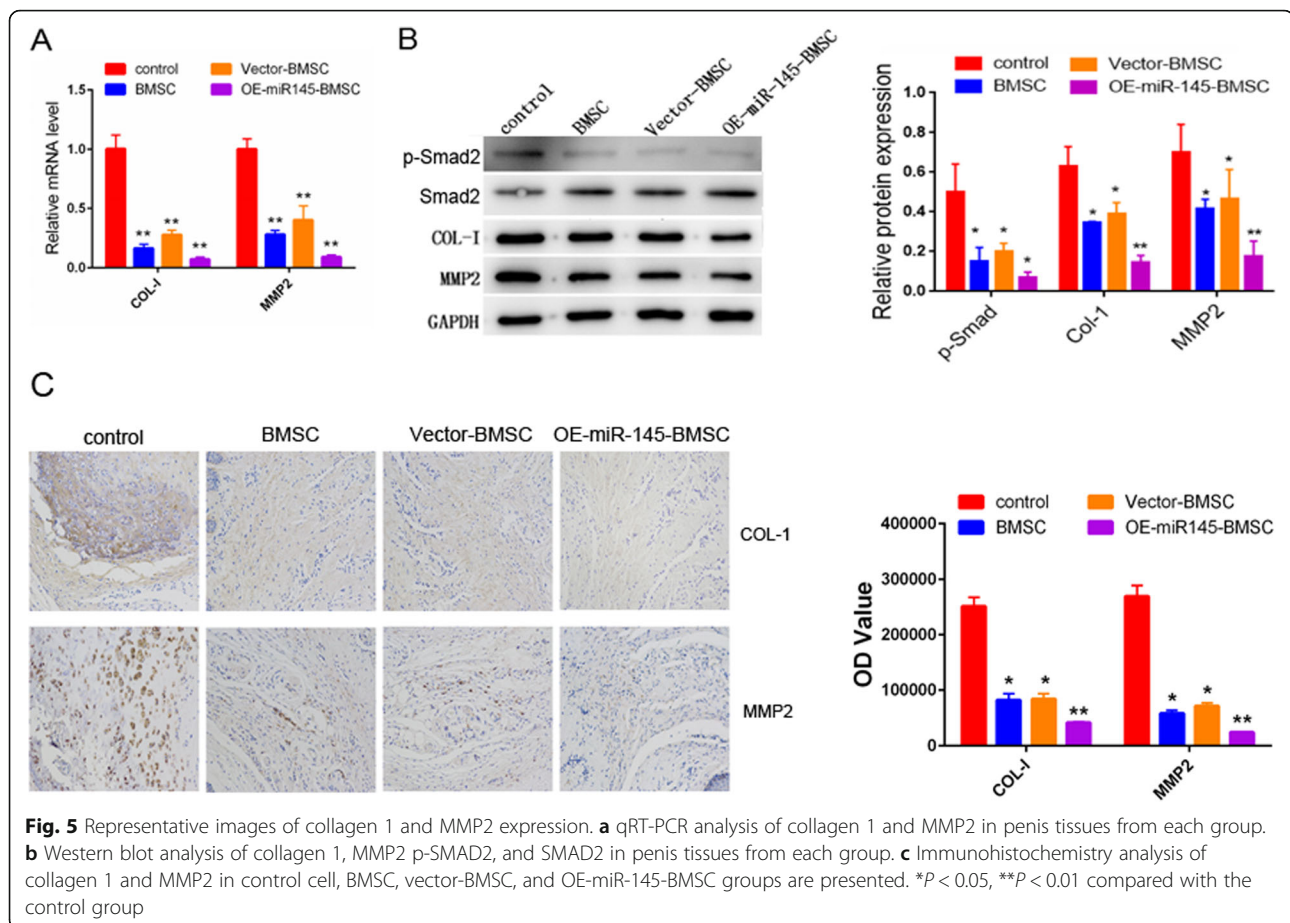 A
control
Vector-BMSC
BMSC
OE-miR145-BMSC
Relative mRNA level
1.5
1.0
0.5
0.0
**
**
**
**
**
**
COL-I
MMP2
B
control
BMSC
Vector-BMSC
OE-miR-145-BMSC
p-Smad2
Smad2
COL-I
MMP2
GAPDH
control
Vector-BMSC
BMSC
OE-miR-145-BMSC
Relative protein expression
1.0
0.8
0.6
0.4
0.2
0.0
*
*
*
*
*
**
*
*
**
p-Smad
Col-1
MMP2
C
control
BMSC
Vector-BMSC
OE-miR-145-BMSC
COL-1
MMP2
control
Vector-BMSC
BMSC
OE-miR145-BMSC
OD Value
400000
300000
200000
100000
0
*
*
**
*
*
**
COL-I
MMP2
Fig. 5 Representative images of collagen 1 and MMP2 expression. a qRT-PCR analysis of collagen 1 and MMP2 in penis tissues from each group.
b Western blot analysis of collagen 1, MMP2 p-SMAD2, and SMAD2 in penis tissues from each group. c Immunohistochemistry analysis of
collagen 1 and MMP2 in control cell, BMSC, vector-BMSC, and OE-miR-145-BMSC groups are presented. *P < 0.05, **P < 0.01 compared with the
control group